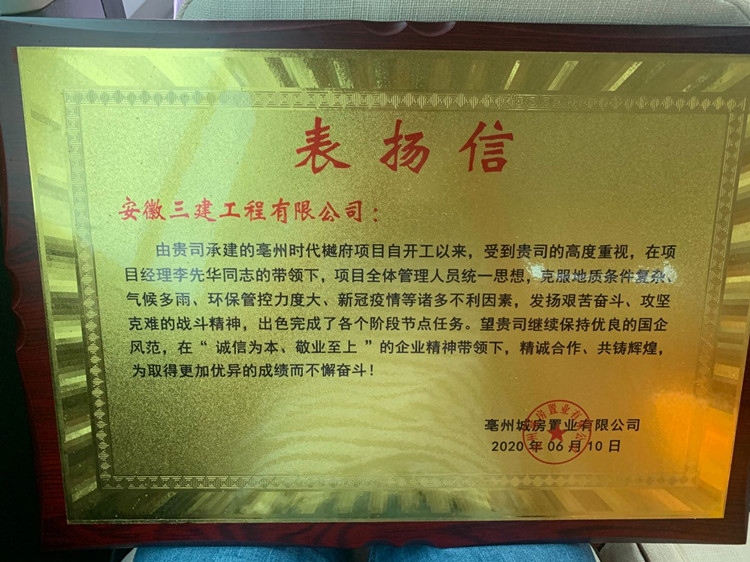 表扬信
安徽三建工程有限公司：
由贵司承建的亳州时代樾府项目自开工以来，受到贵司的高度重视，在项
目经理李先华同志的带领下，项目全体管理人员统一思想，克服地质条件复杂、
气候多雨、环保管控力度大、新冠疫情等诸多不利因素，发扬艰苦奋斗、攻坚
克难的战斗精神，出色完成了各个阶段节点任务。望贵司继续保持优良的国企
风范，在“诚信为本、敬业至上”的企业精神带领下，精诚合作、共铸辉煌，
为取得更加优异的成绩而不懈奋斗！
亳州城房置业有限公司
2020年06月10日